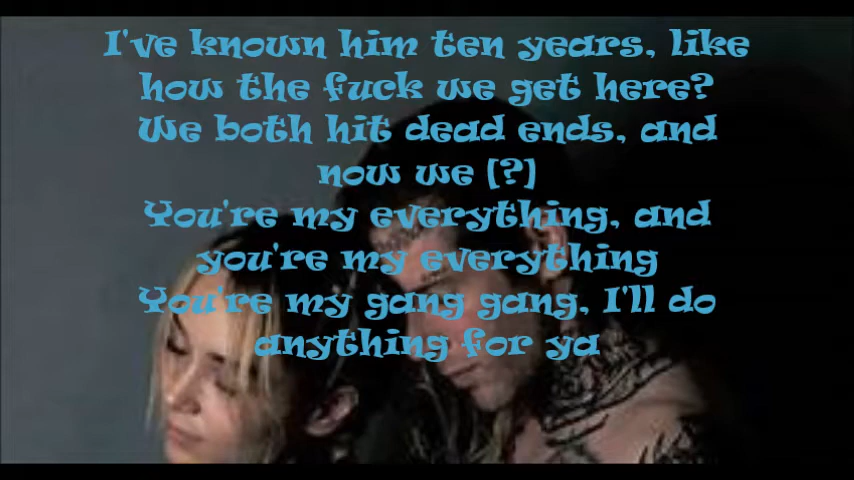 I've known him ten years, like
how the fuck we get here?
We both hit dead ends, and
now we [?]
You're my everything, and
you're my everything
You're my gang gang, I'll do
anything for ya